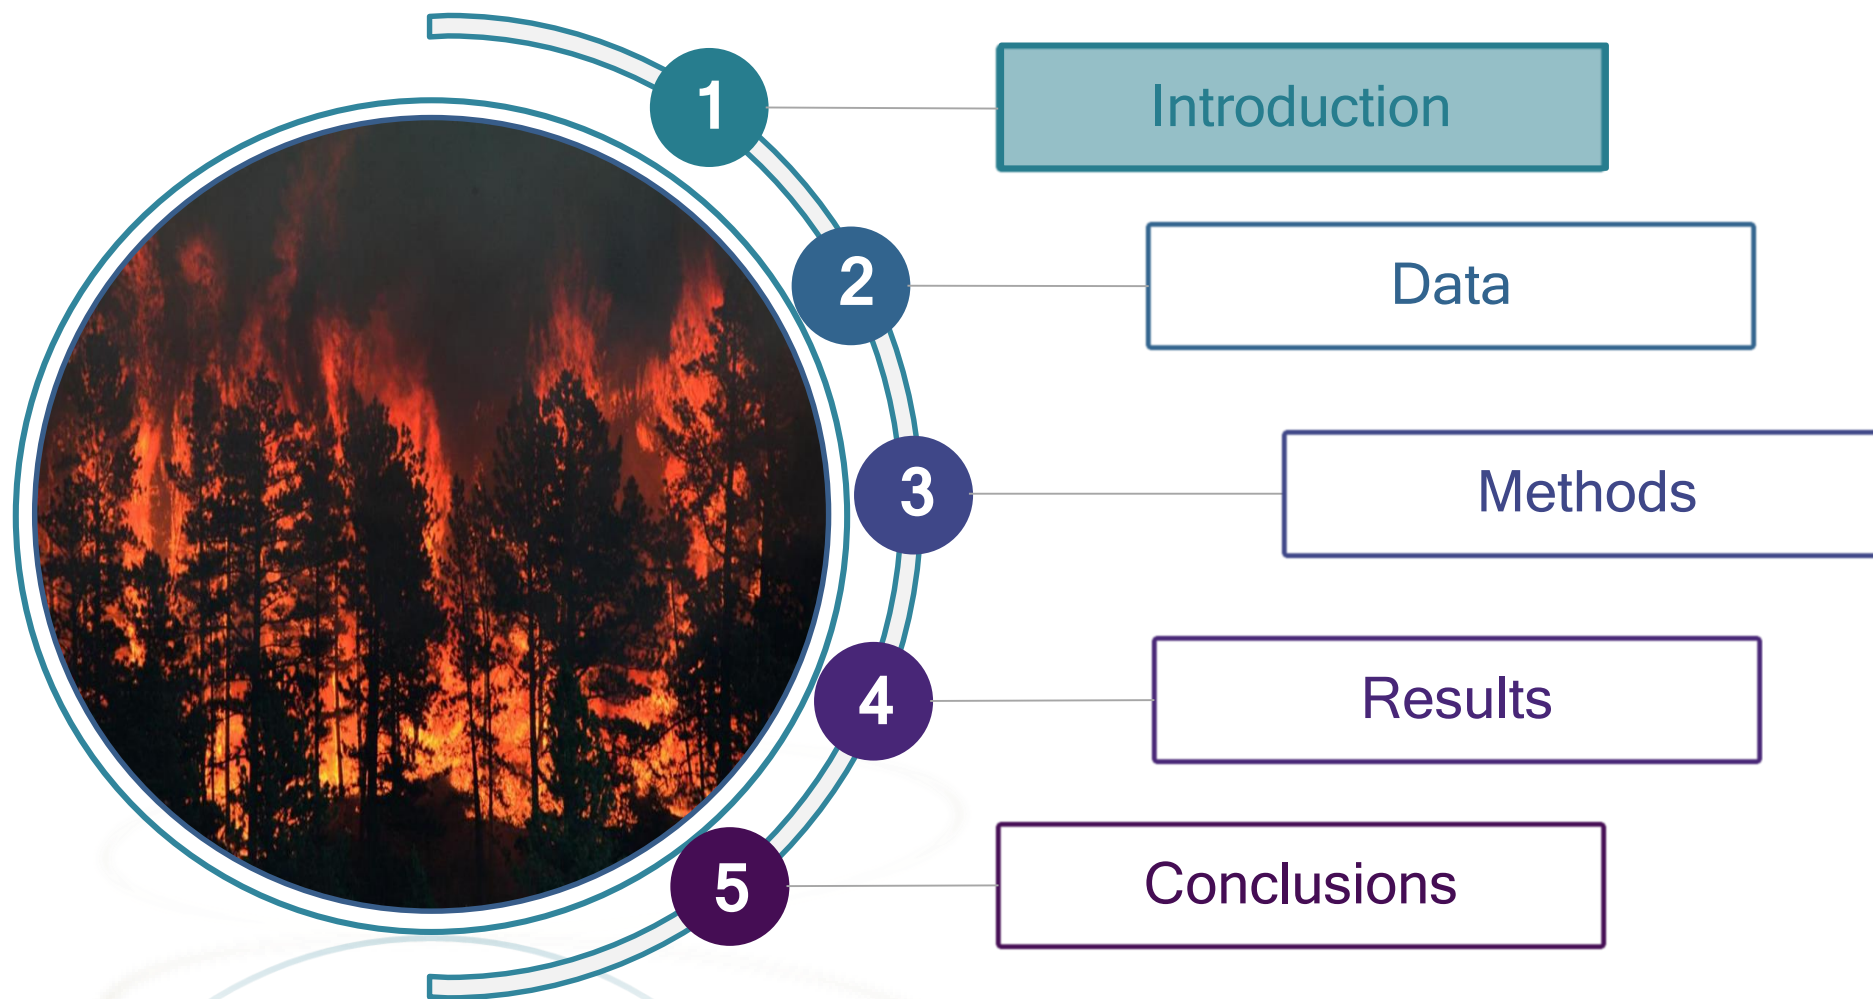 1
Introduction
2
Data
3
Methods
4
Results
5
Conclusions